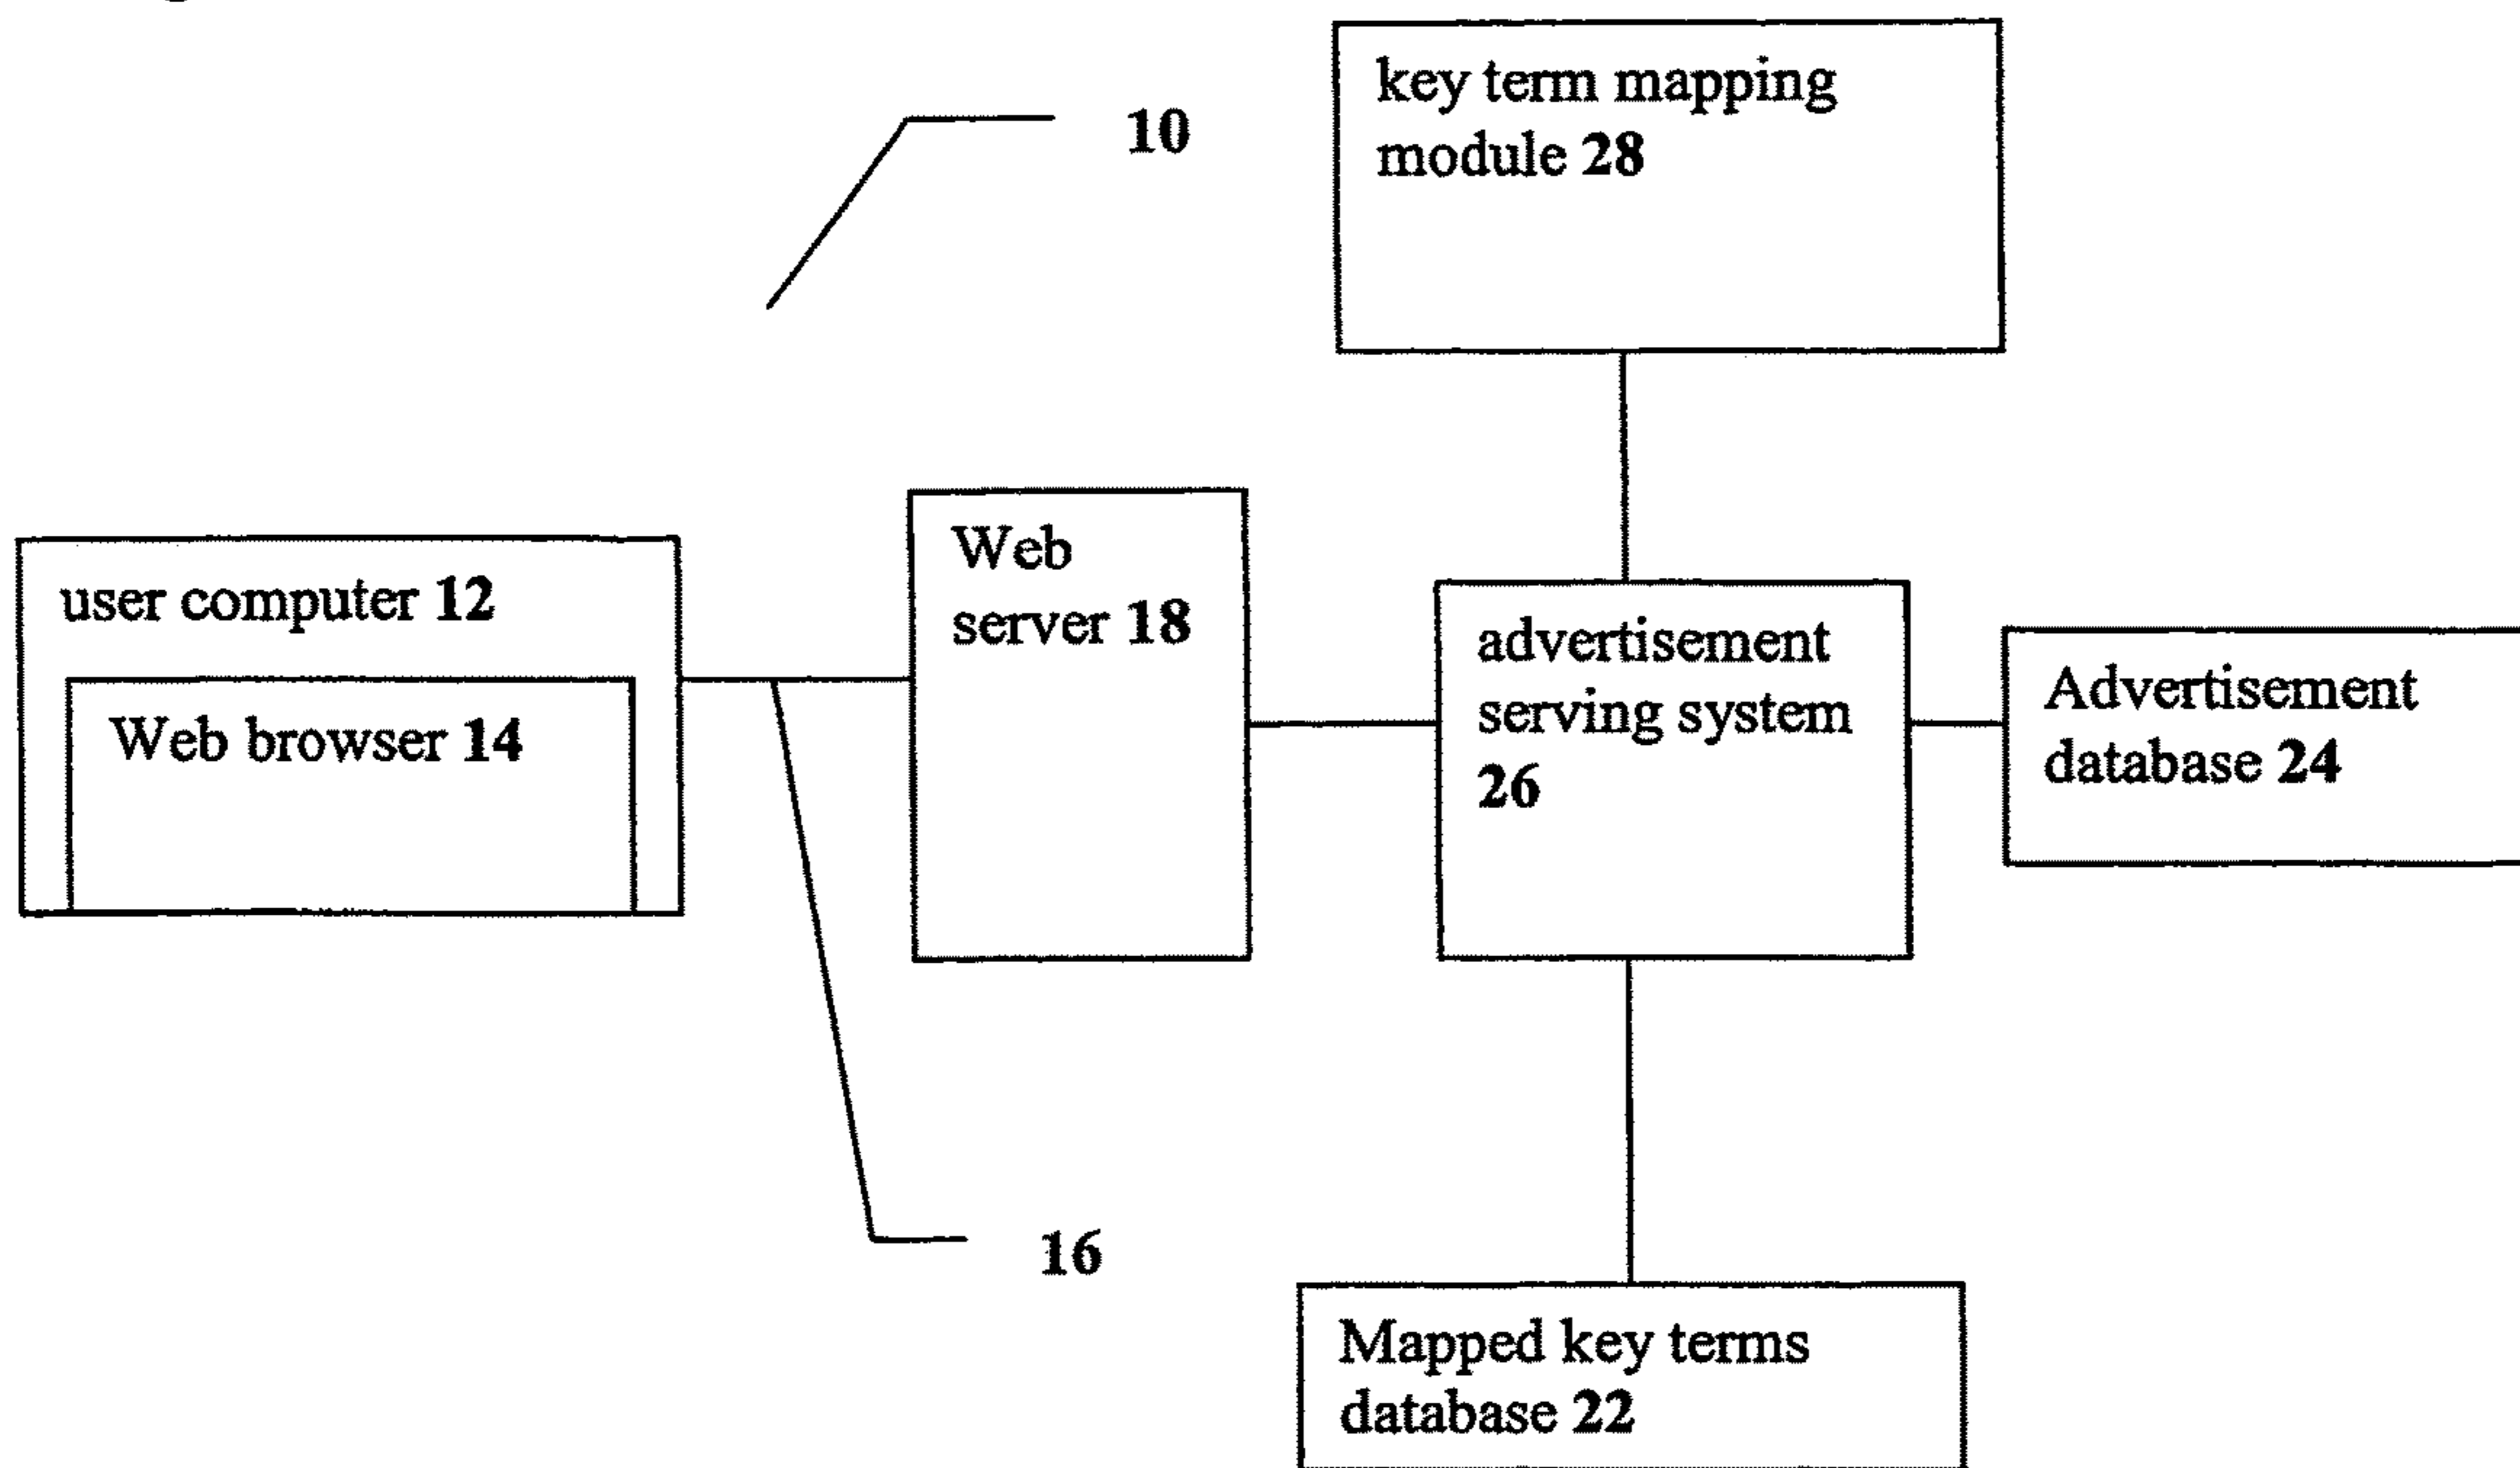 10
key term mapping
module 28
Web
server 18
user computer 12
Web browser 14
advertisement
serving system
26
Advertisement
database 24
16
Mapped key terms
database 22